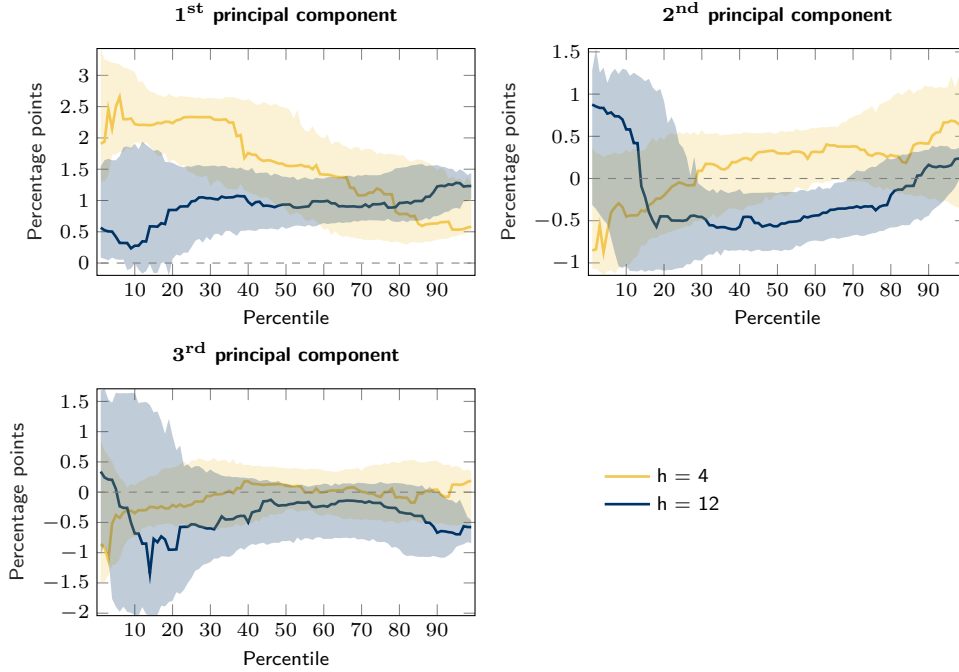 1st principal component
Percentage points
3
2.5
2
1.5
1
0.5
0
10 20 30 40 50 60 70 80 90
Percentile
2nd principal component
Percentage points
1.5
1
0.5
0
−0.5
−1
10 20 30 40 50 60 70 80 90
Percentile
3rd principal component
Percentage points
1.5
1
0.5
0
−0.5
−1
−1.5
−2
10 20 30 40 50 60 70 80 90
Percentile
h = 4
h = 12